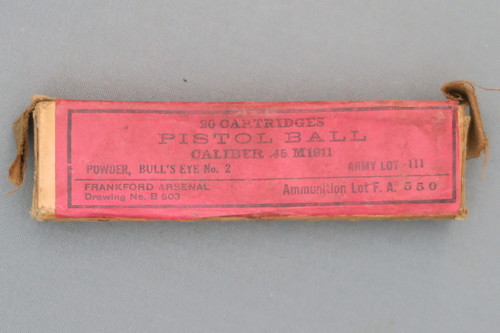 20 CARTRIDGES
PISTOL BALL
CALIBER .45 M1911
POWDER, BULL'S EYE No. 2 ARMY LOT 111
FRANKFORD ARSENAL Ammunition Lot F. A. 550
Drawing No. B 503